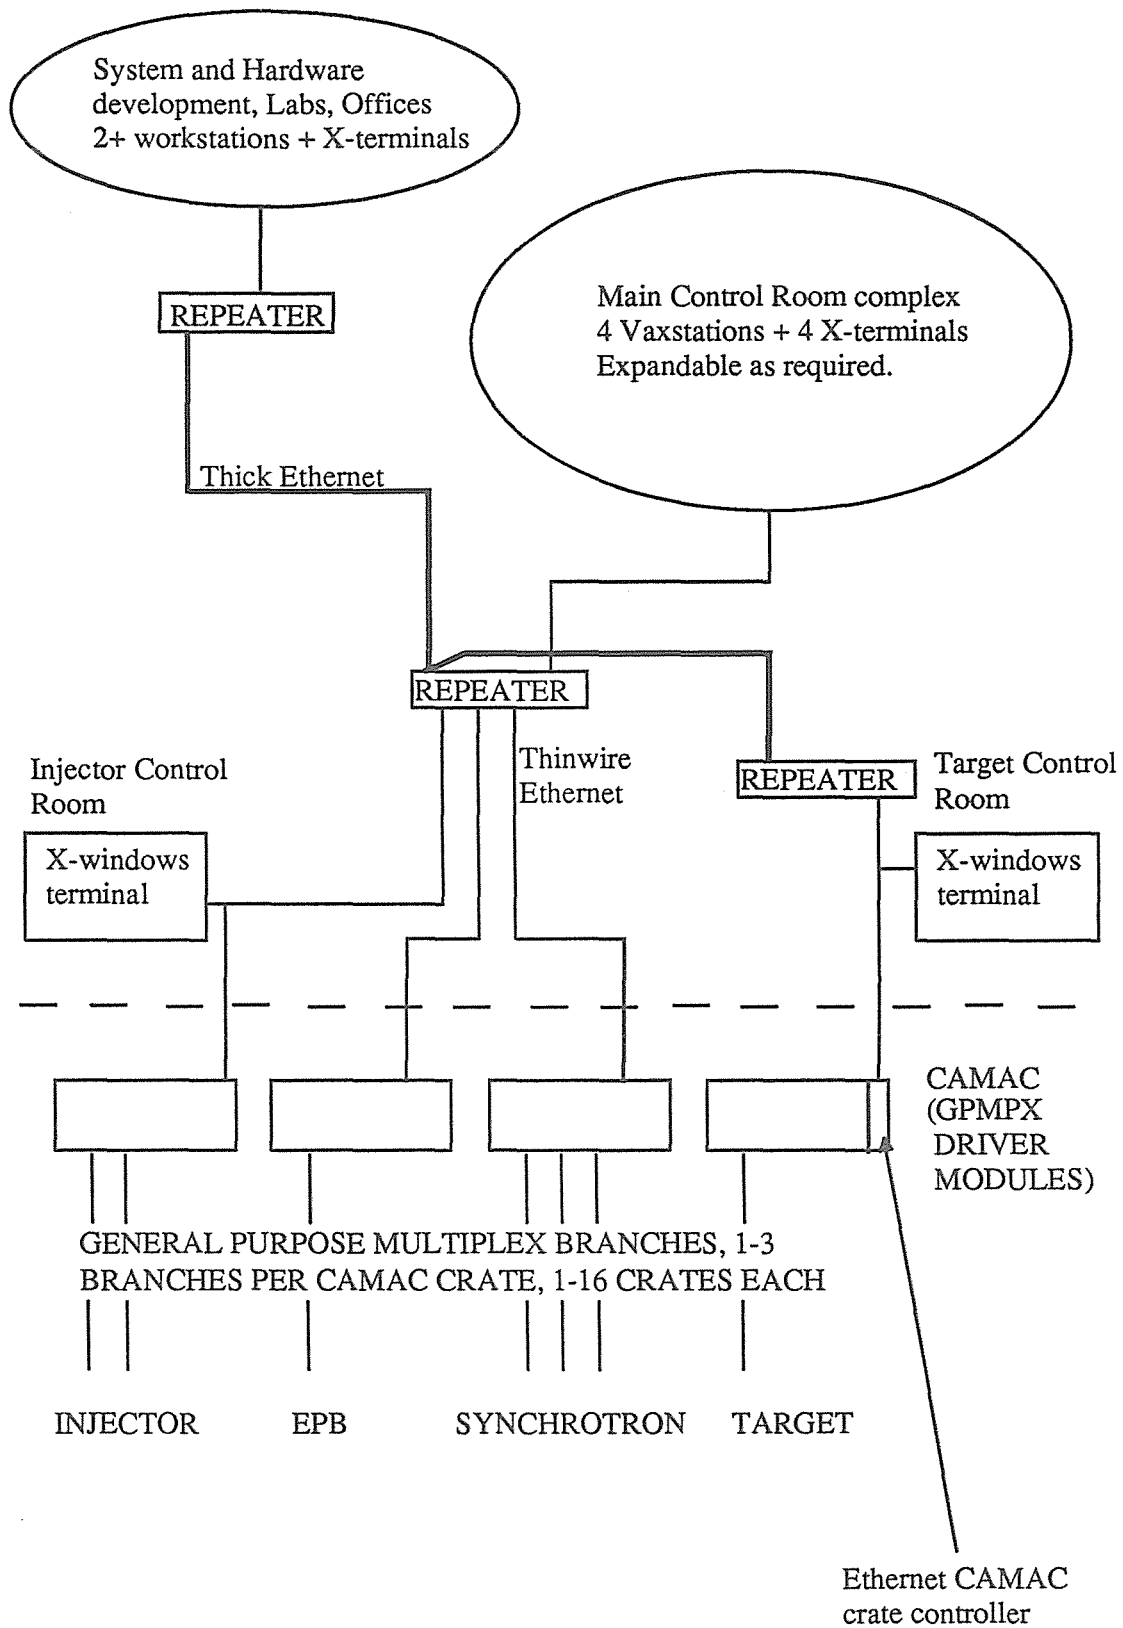 System and Hardware
development, Labs, Offices
2+ workstations + X-terminals
REPEATER
Main Control Room complex
4 Vaxstations + 4 X-terminals
Expandable as required.
Thick Ethernet
REPEATER
Thinwire
Ethernet
Injector Control
Room
X-windows
terminal
REPEATER
Target Control
Room
X-windows
terminal
CAMAC
(GPMPX
DRIVER
MODULES)
GENERAL PURPOSE MULTIPLEX BRANCHES, 1-3
BRANCHES PER CAMAC CRATE, 1-16 CRATES EACH
INJECTOR
EPB
SYNCHROTRON
TARGET
Ethernet CAMAC
crate controller